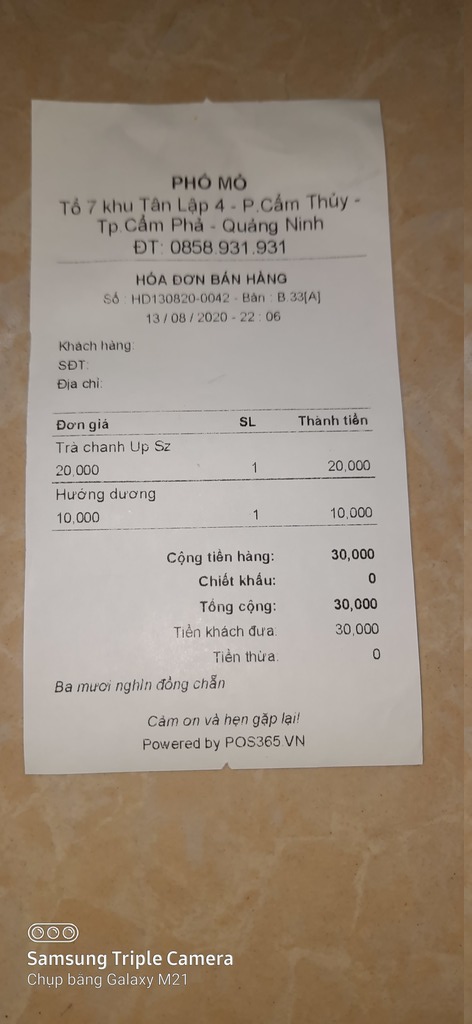 PHỐ MỎ
Tổ 7 khu Tân Lập 4 - P.Cẩm Thủy -
Tp.Cẩm Phả - Quảng Ninh
ĐT: 0858.931.931
HÓA ĐƠN BÁN HÀNG
Số : HD130820-0042 - Bàn : B.33[A]
13 / 08 / 2020 - 22 : 06
Khách hàng:
SĐT:
Địa chỉ:
Đơn giá SL Thành tiền
Trà chanh Up Sz
20,000 1 20,000
Hướng dương
10,000 1 10,000
Cộng tiền hàng: 30,000
Chiết khấu: 0
Tổng cộng: 30,000
Tiền khách đưa: 30,000
Tiền thừa: 0
Ba mươi nghìn đồng chẵn
Cảm ơn và hẹn gặp lại!
Powered by POS365.VN
Samsung Triple Camera
Chụp bằng Galaxy M21